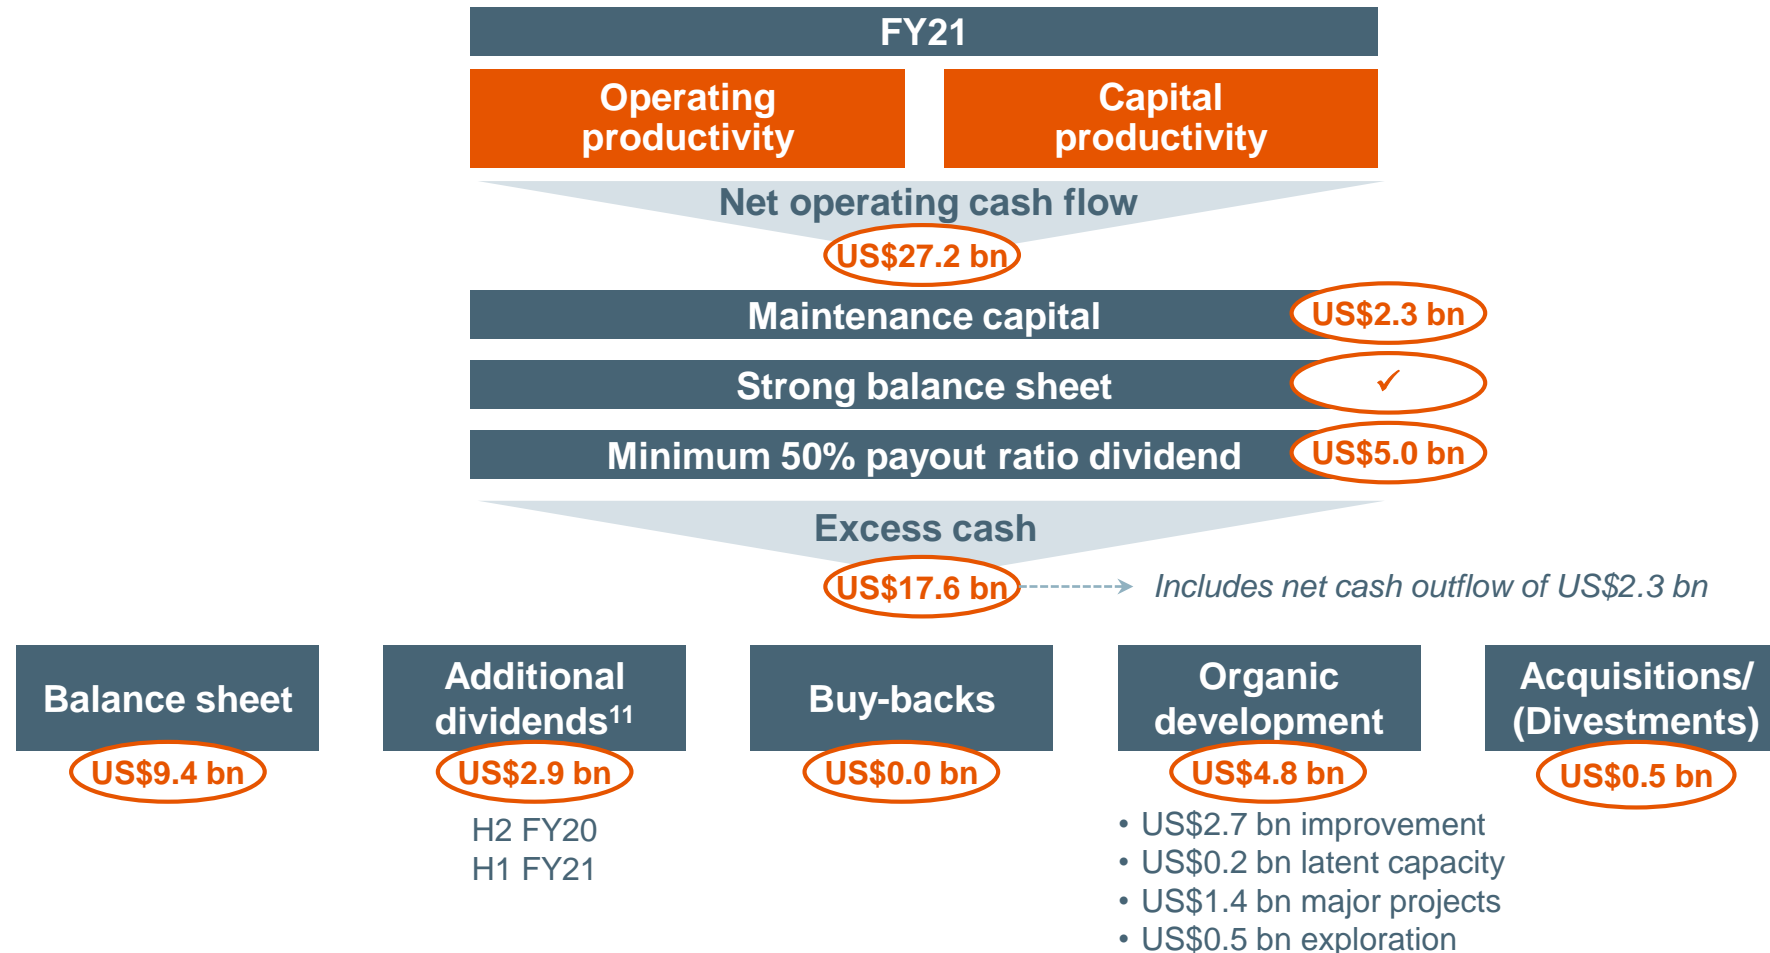 FY21
Operating
productivity
Capital
productivity
Net operating cash flow
US$27.2 bn
Maintenance capital
US$2.3 bn
Strong balance sheet
✓
Minimum 50% payout ratio dividend
US$5.0 bn
Excess cash
US$17.6 bn
Includes net cash outflow of US$2.3 bn
Balance sheet
US$9.4 bn
Additional
dividends¹¹
US$2.9 bn
H2 FY20
H1 FY21
Buy-backs
US$0.0 bn
Organic
development
US$4.8 bn
• US$2.7 bn improvement
• US$0.2 bn latent capacity
• US$1.4 bn major projects
• US$0.5 bn exploration
Acquisitions/
(Divestments)
US$0.5 bn